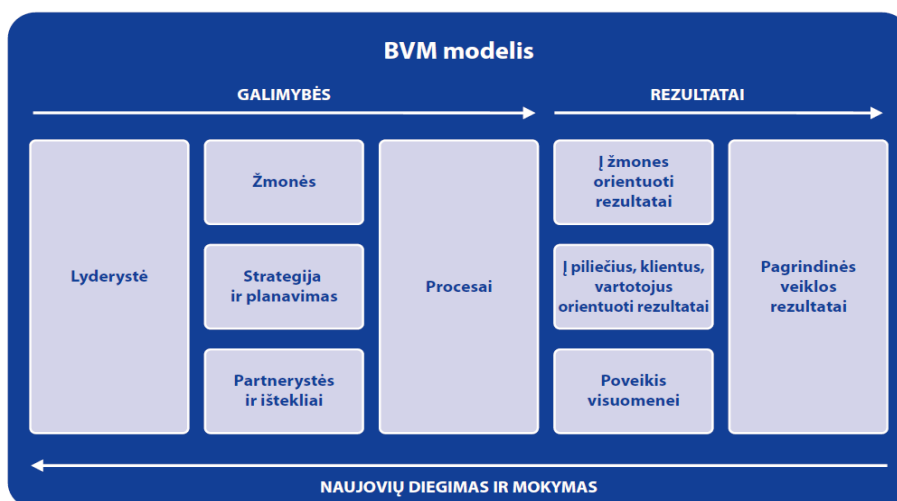 BVM modelis
GALIMYBĖS
REZULTATAI
Lyderystė
Žmonės
Strategija
ir planavimas
Partnerystės
ir ištekliai
Procesai
Į žmones
orientuoti
rezultatai
Į piliečius, klientus,
vartotojus
orientuoti rezultatai
Poveikis
visuomenei
Pagrindinės
veiklos
rezultatai
NAUJOVIŲ DIEGIMAS IR MOKYMAS